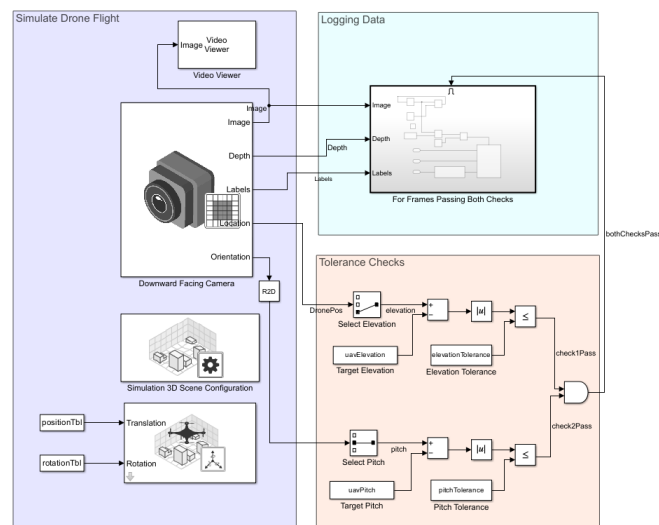 Simulate Drone Flight
Image
Video
Viewer
Video Viewer
Image
Image
Depth
Labels
Location
Orientation
Downward Facing Camera
R2D
Simulation 3D Scene Configuration
positionTbl
Translation
rotationTbl
Rotation
Logging Data
Image
Depth
Depth
Labels
Labels
For Frames Passing Both Checks
bothChecksPass
Tolerance Checks
DronePos
Select Elevation
elevation
+
−
|u|
≤
uavElevation
Target Elevation
elevationTolerance
Elevation Tolerance
check1Pass
check2Pass
Select Pitch
pitch
+
−
|u|
≤
uavPitch
Target Pitch
pitchTolerance
Pitch Tolerance